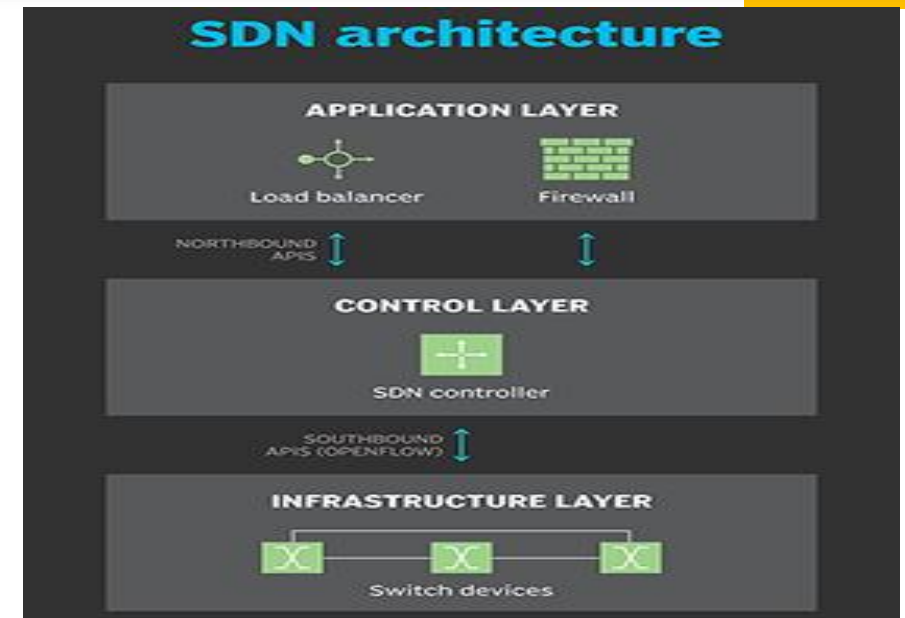 SDN architecture
APPLICATION LAYER
Load balancer
Firewall
NORTHBOUND
APIS
CONTROL LAYER
SDN controller
SOUTHBOUND
APIS (OPENFLOW)
INFRASTRUCTURE LAYER
Switch devices